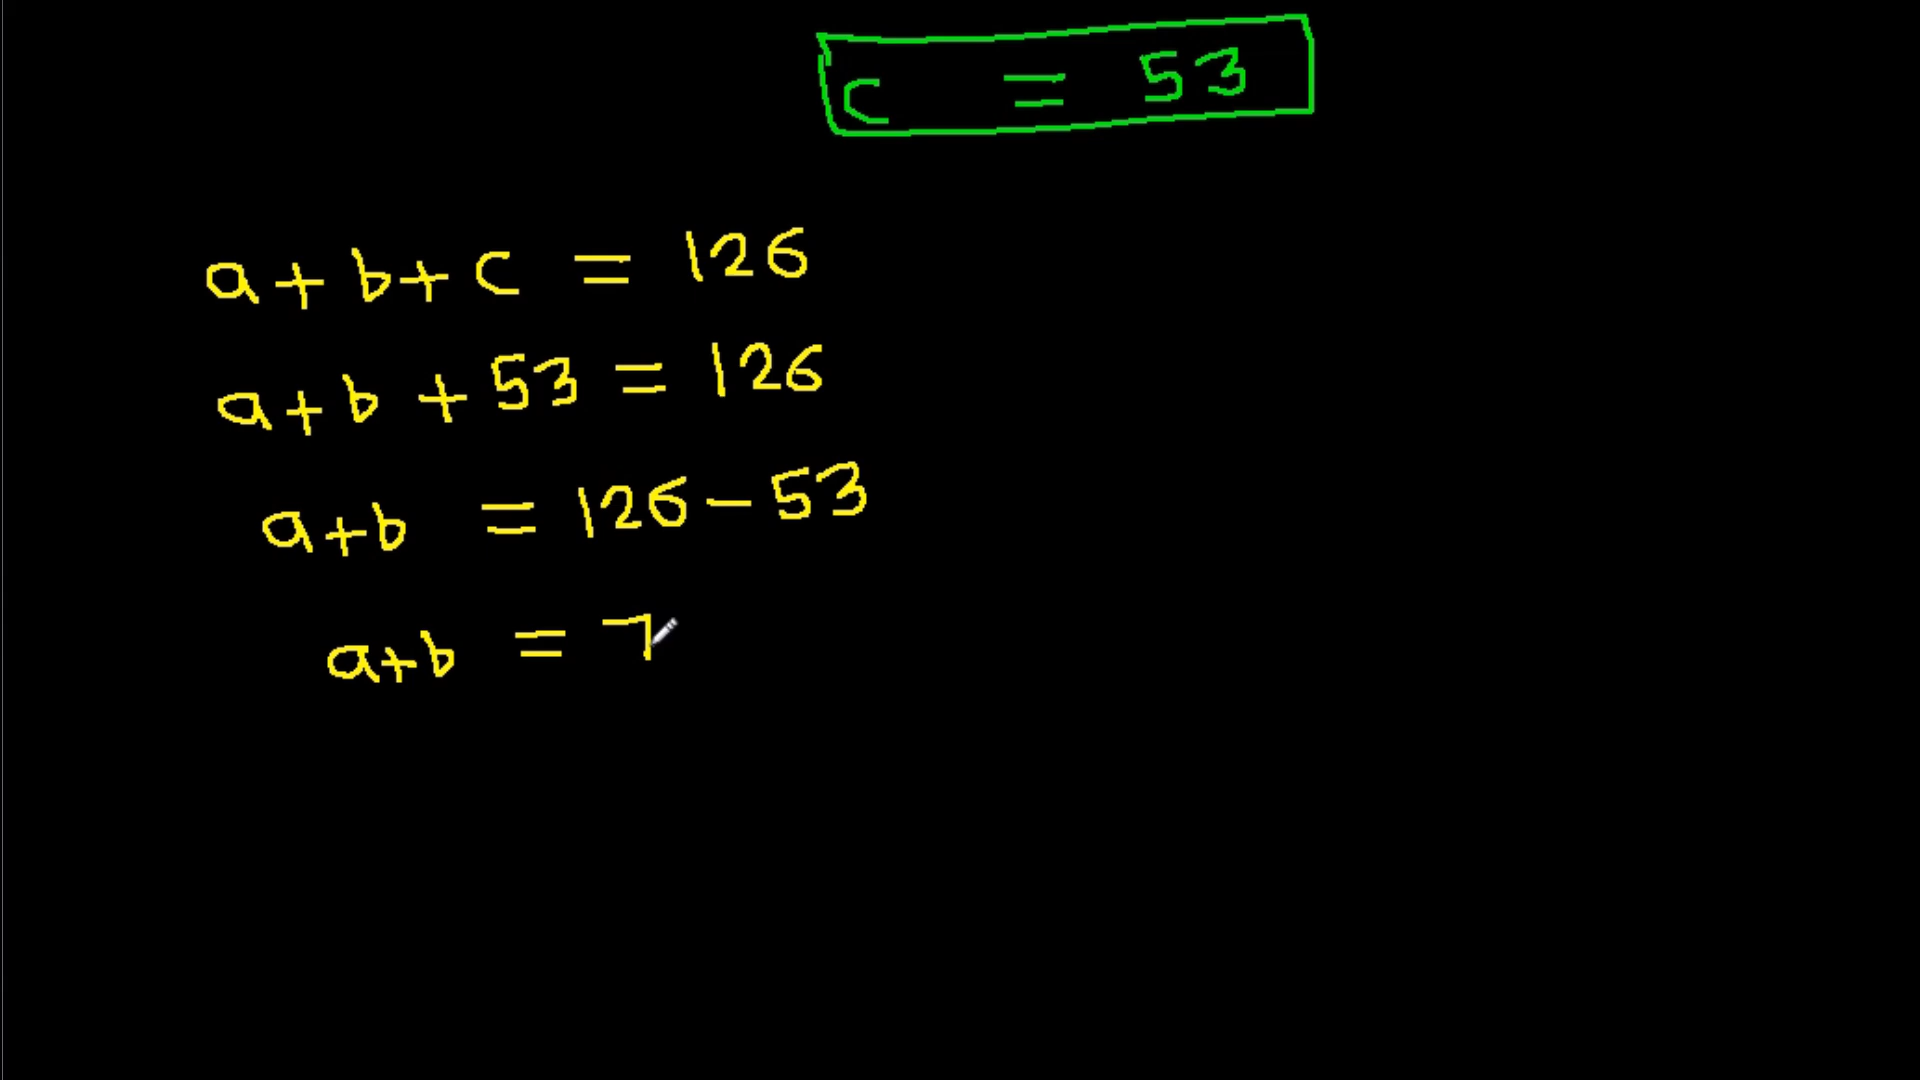 c = 53
a+b+c = 126
a+b+53 = 126
a+b = 126-53
a+b = 7